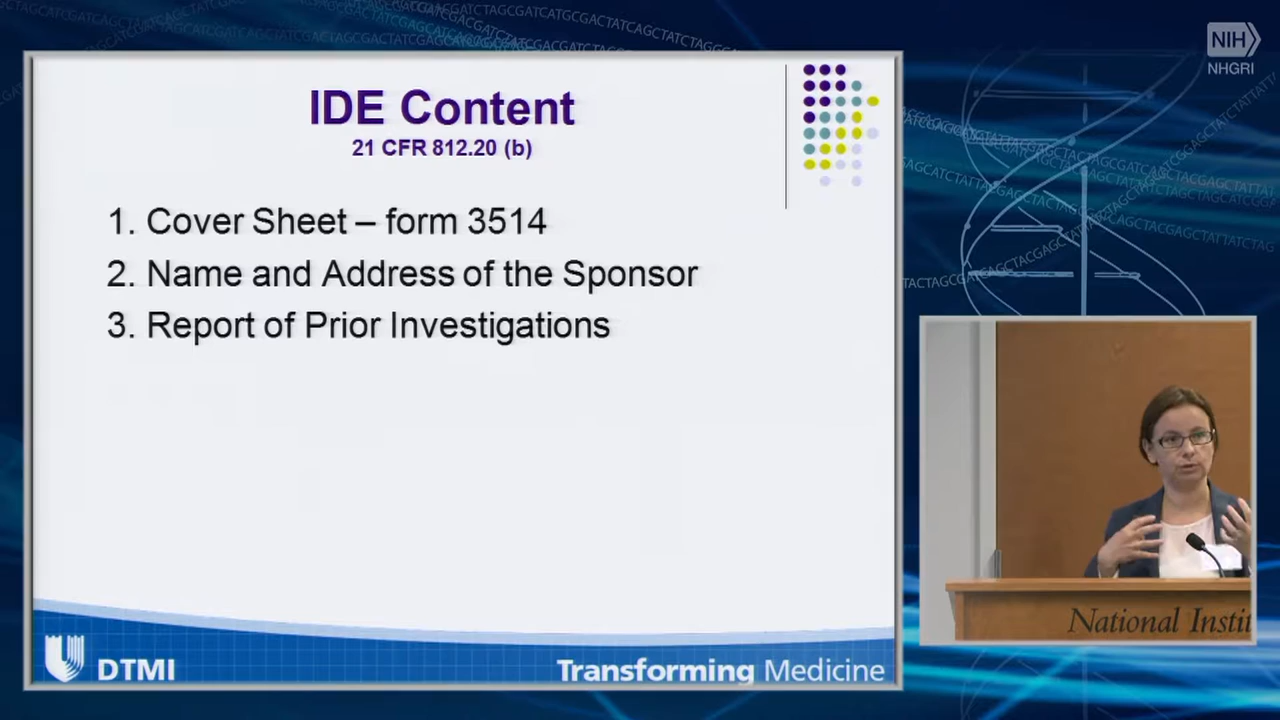 NIH
NHGRI
IDE Content
21 CFR 812.20 (b)
1. Cover Sheet – form 3514
2. Name and Address of the Sponsor
3. Report of Prior Investigations
DTMI
Transforming Medicine
National Instit